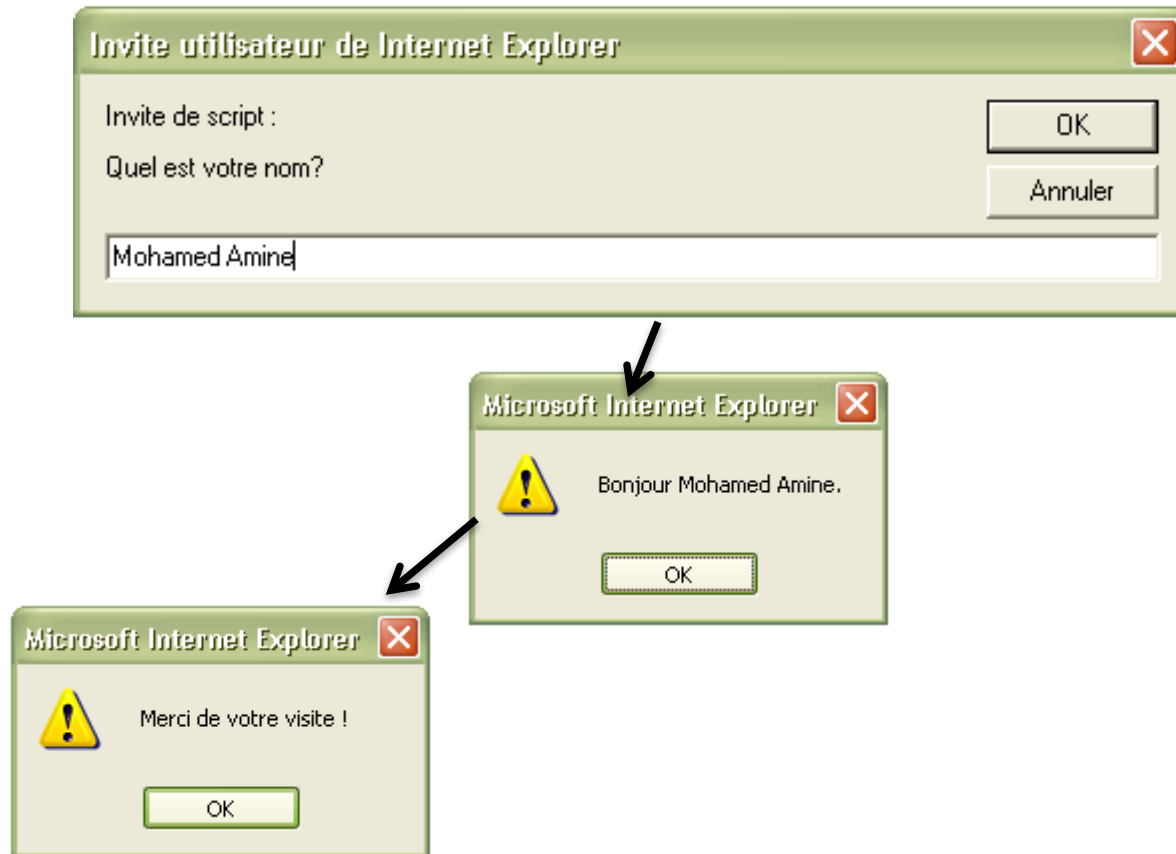 Invite utilisateur de Internet Explorer
Invite de script :
OK
Quel est votre nom?
Annuler
Mohamed Amine
Microsoft Internet Explorer
Bonjour Mohamed Amine.
OK
Microsoft Internet Explorer
Merci de votre visite !
OK